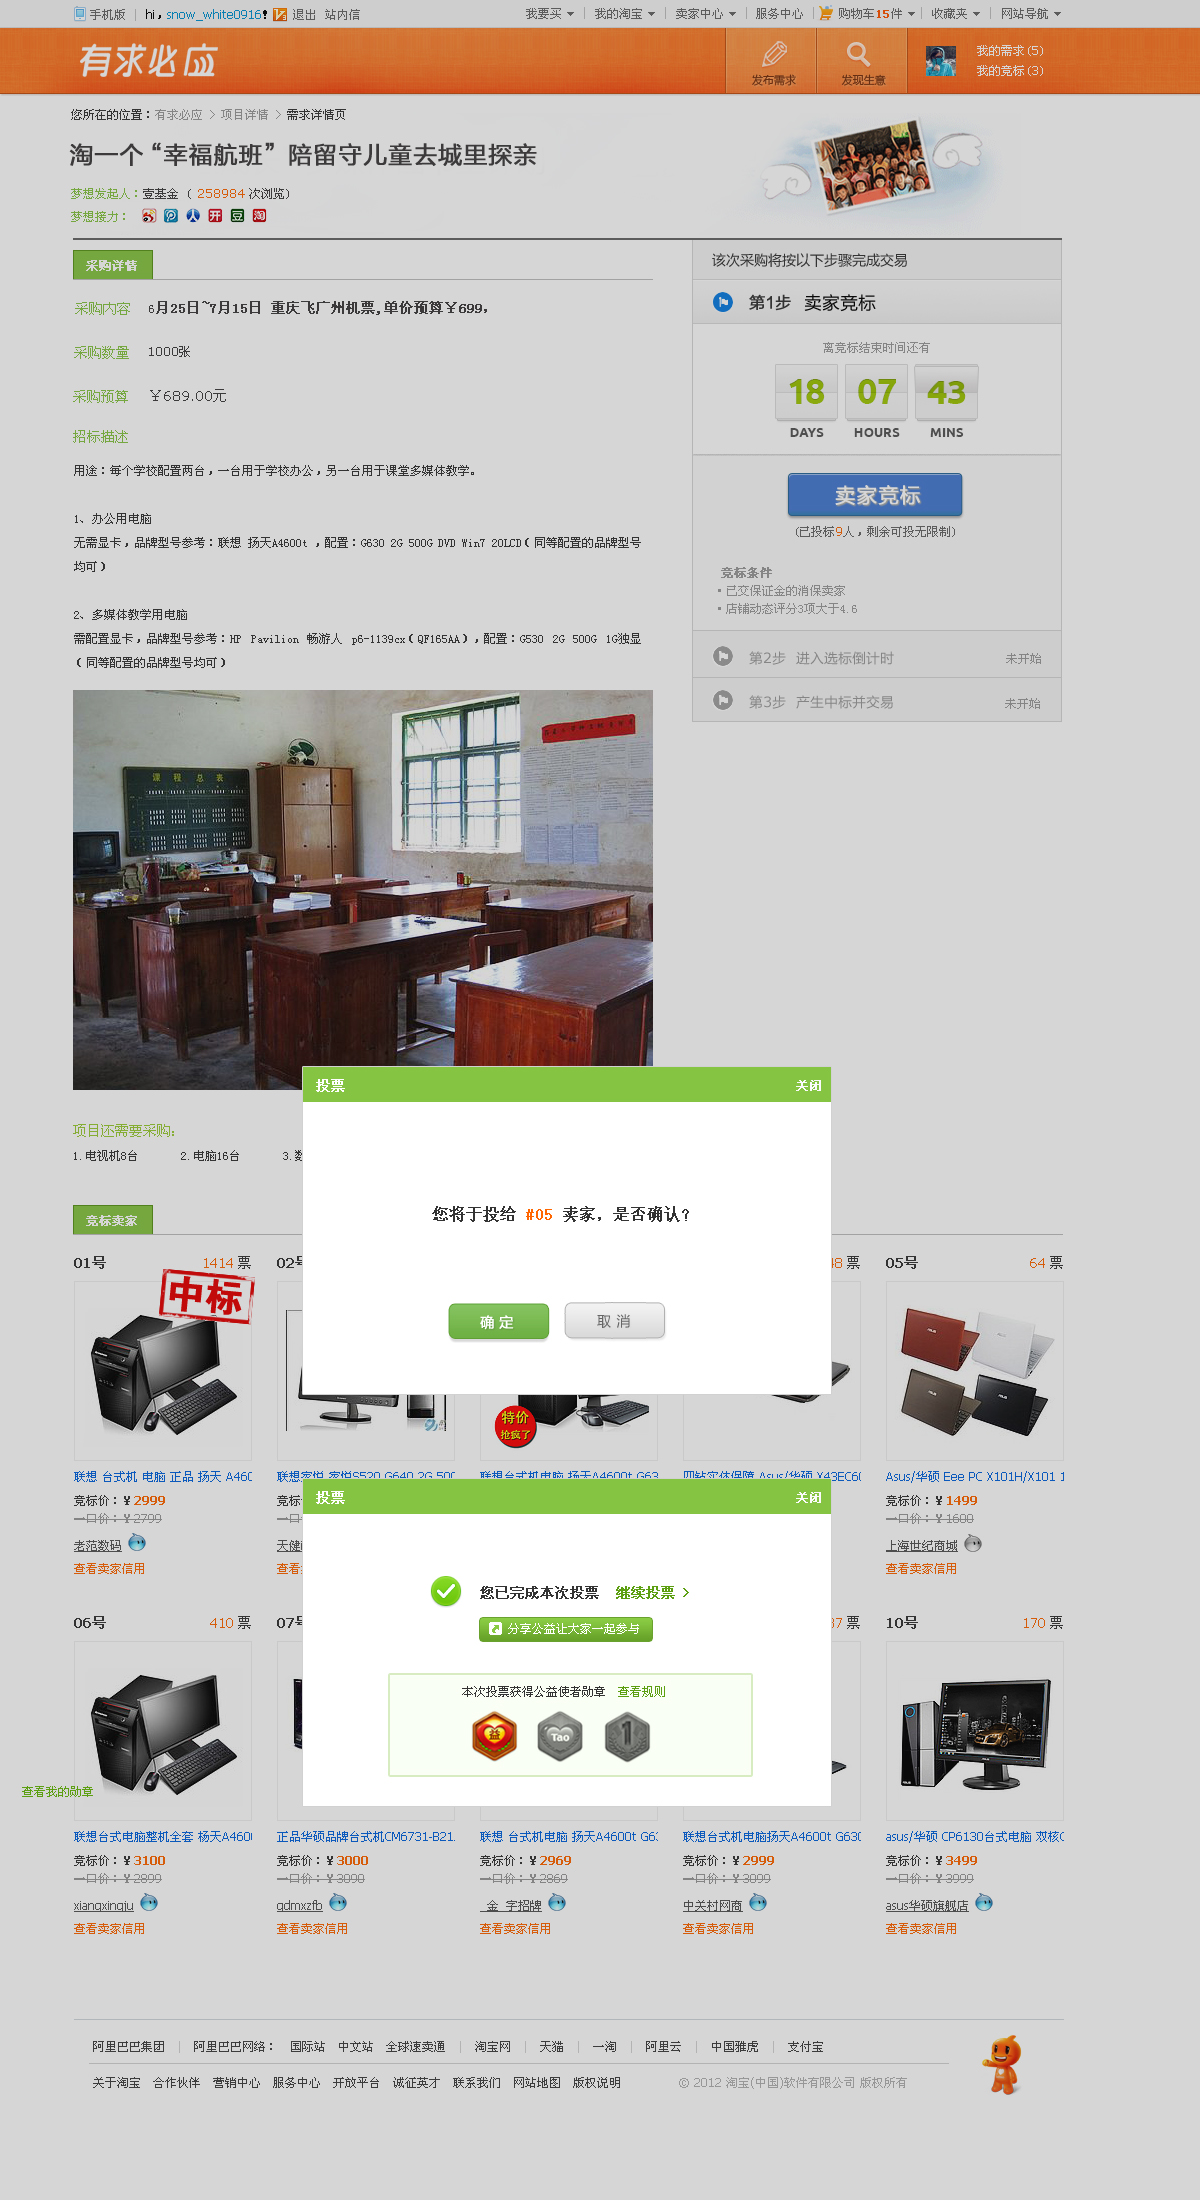 手机版 hi，snow_white0916！ 退出 站内信 我要买 我的淘宝 卖家中心 服务中心 购物车15件 收藏夹 网站导航
有求必应 发布需求 发现生意 我的需求(5)
我的竞标(3)
您所在的位置：有求必应 > 项目详情 > 需求详情页
淘一个“幸福航班”陪留守儿童去城里探亲
梦想发起人：壹基金 ( 258984 次浏览)
梦想接力：
采购详情
采购内容 6月25日~7月15日 重庆飞广州机票,单价预算￥699，
采购数量 1000张
采购预算 ￥689.00元
招标描述
用途：每个学校配置两台，一台用于学校办公，另一台用于课堂多媒体教学。
1、办公用电脑
无需显卡，品牌型号参考：联想 扬天A4600t ，配置：G630 2G 500G DVD Win7 20LCD（同等配置的品牌型号
均可）
2、多媒体教学用电脑
需配置显卡，品牌型号参考：HP Pavilion 畅游人 p6-1139cx（QF165AA），配置：G530 2G 500G 1G独显
（同等配置的品牌型号均可）
该次采购将按以下步骤完成交易
第1步 卖家竞标
离竞标结束时间还有
18 07 43
DAYS HOURS MINS
卖家竞标
(已投标9人，剩余可投无限制)
竞标条件
• 已交保证金的消保卖家
• 店铺动态评分3项大于4.6
第2步 进入选标倒计时 未开始
第3步 产生中标并交易 未开始
课 程 总 表
项目还需要采购：
1.电视机8台 2.电脑16台 3.
投票 关闭
您将于投给 #05 卖家，是否确认？
确 定 取 消
竞标卖家
01号 1414 票 02 8 票 05号 64 票
中标
特价
抢疯了
联想 台式机 电脑 正品 扬天 A460 联想家悦 家悦S520 G640 2G 500 联想台式机电脑 扬天A4600t G63 四钻实体保障 Asus/华硕 X43EC60 Asus/华硕 Eee PC X101H/X101 1
竞标价：￥2999 竞标 竞标价：￥1499
一口价：￥2799 一口 一口价：￥1600
老范数码 天健 上海世纪商城
查看卖家信用 查看 查看卖家信用
投票 关闭
您已完成本次投票 继续投票 >
分享公益让大家一起参与
本次投票获得公益使者勋章 查看规则
益 Tao 1
06号 410 票 07 37 票 10号 170 票
查看我的勋章
联想台式电脑整机全套 杨天A460 正品华硕品牌台式机CM6731-B21. 联想 台式机电脑 扬天A4600t G63 联想台式机电脑扬天A4600t G630 asus/华硕 CP6130台式电脑 双核
竞标价：￥3100 竞标价：￥3000 竞标价：￥2969 竞标价：￥2999 竞标价：￥3499
一口价：￥2899 一口价：￥3090 一口价：￥2869 一口价：￥3099 一口价：￥3999
xiangxingju gdmxzfb _金_字招牌 中关村网商 asus华硕旗舰店
查看卖家信用 查看卖家信用 查看卖家信用 查看卖家信用 查看卖家信用
阿里巴巴集团 阿里巴巴网络： 国际站 中文站 全球速卖通 淘宝网 天猫 一淘 阿里云 中国雅虎 支付宝
关于淘宝 合作伙伴 营销中心 服务中心 开放平台 诚征英才 联系我们 网站地图 版权说明 © 2012 淘宝(中国)软件有限公司 版权所有